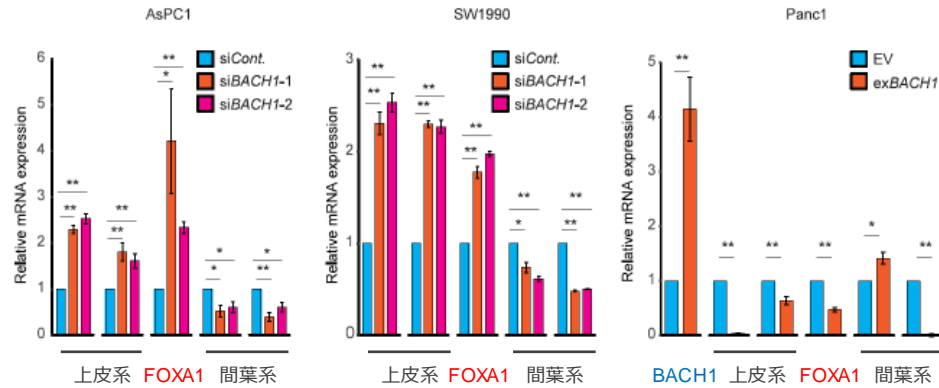 AsPC1
Relative mRNA expression
6
5
4
3
2
1
0
siCont.
siBACH1-1
siBACH1-2
** ** ** ** ** * * * * **
上皮系 FOXA1 間葉系
SW1990
Relative mRNA expression
3
2
1
0
siCont.
siBACH1-1
siBACH1-2
** ** ** ** ** ** ** * ** **
上皮系 FOXA1 間葉系
Panc1
Relative mRNA expression
5
4
3
2
1
0
EV
exBACH1
** ** ** ** * **
BACH1 上皮系 FOXA1 間葉系